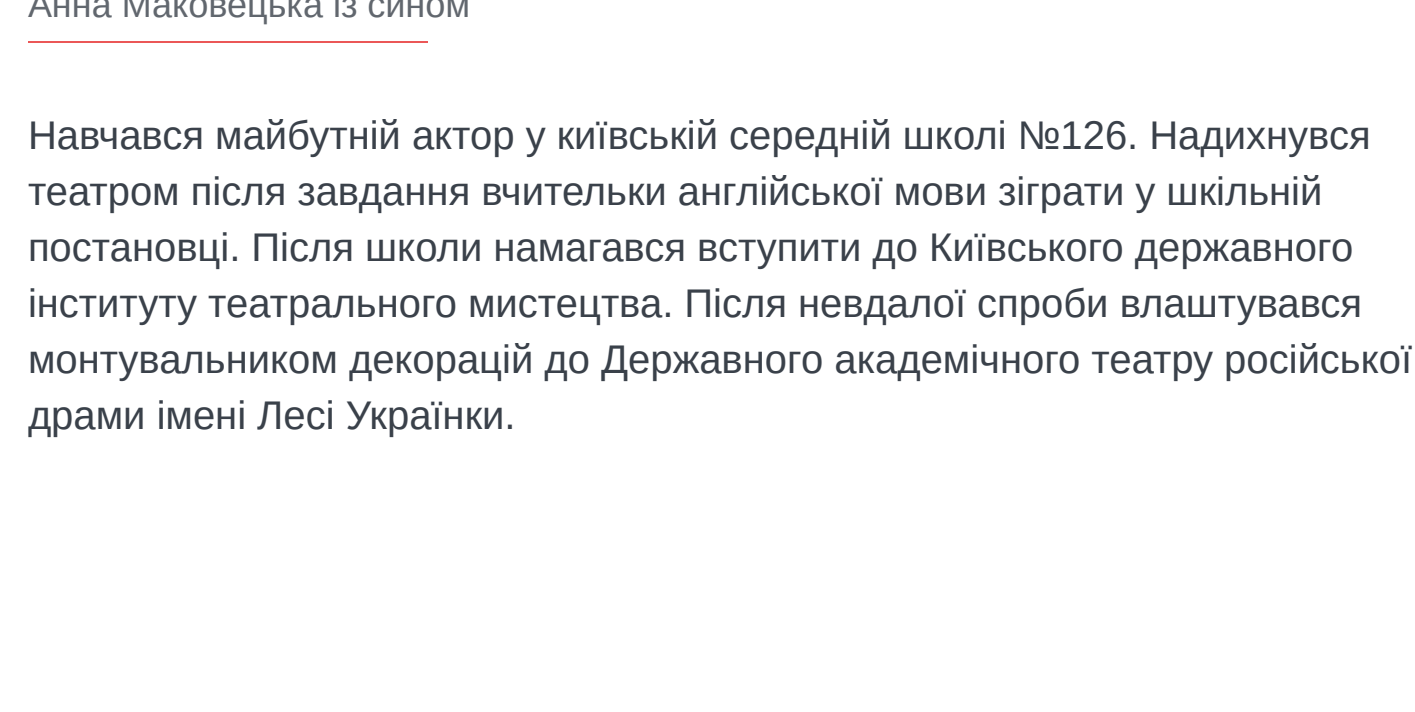 Анна Маковецька із сином
Навчався майбутній актор у київській середній школі №126. Надихнувся
театром після завдання вчительки англійської мови зіграти у шкільній
постановці. Після школи намагався вступити до Київського державного
інституту театрального мистецтва. Після невдалої спроби влаштувався
монтувальником декорацій до Державного академічного театру російської
драми імені Лесі Українки.